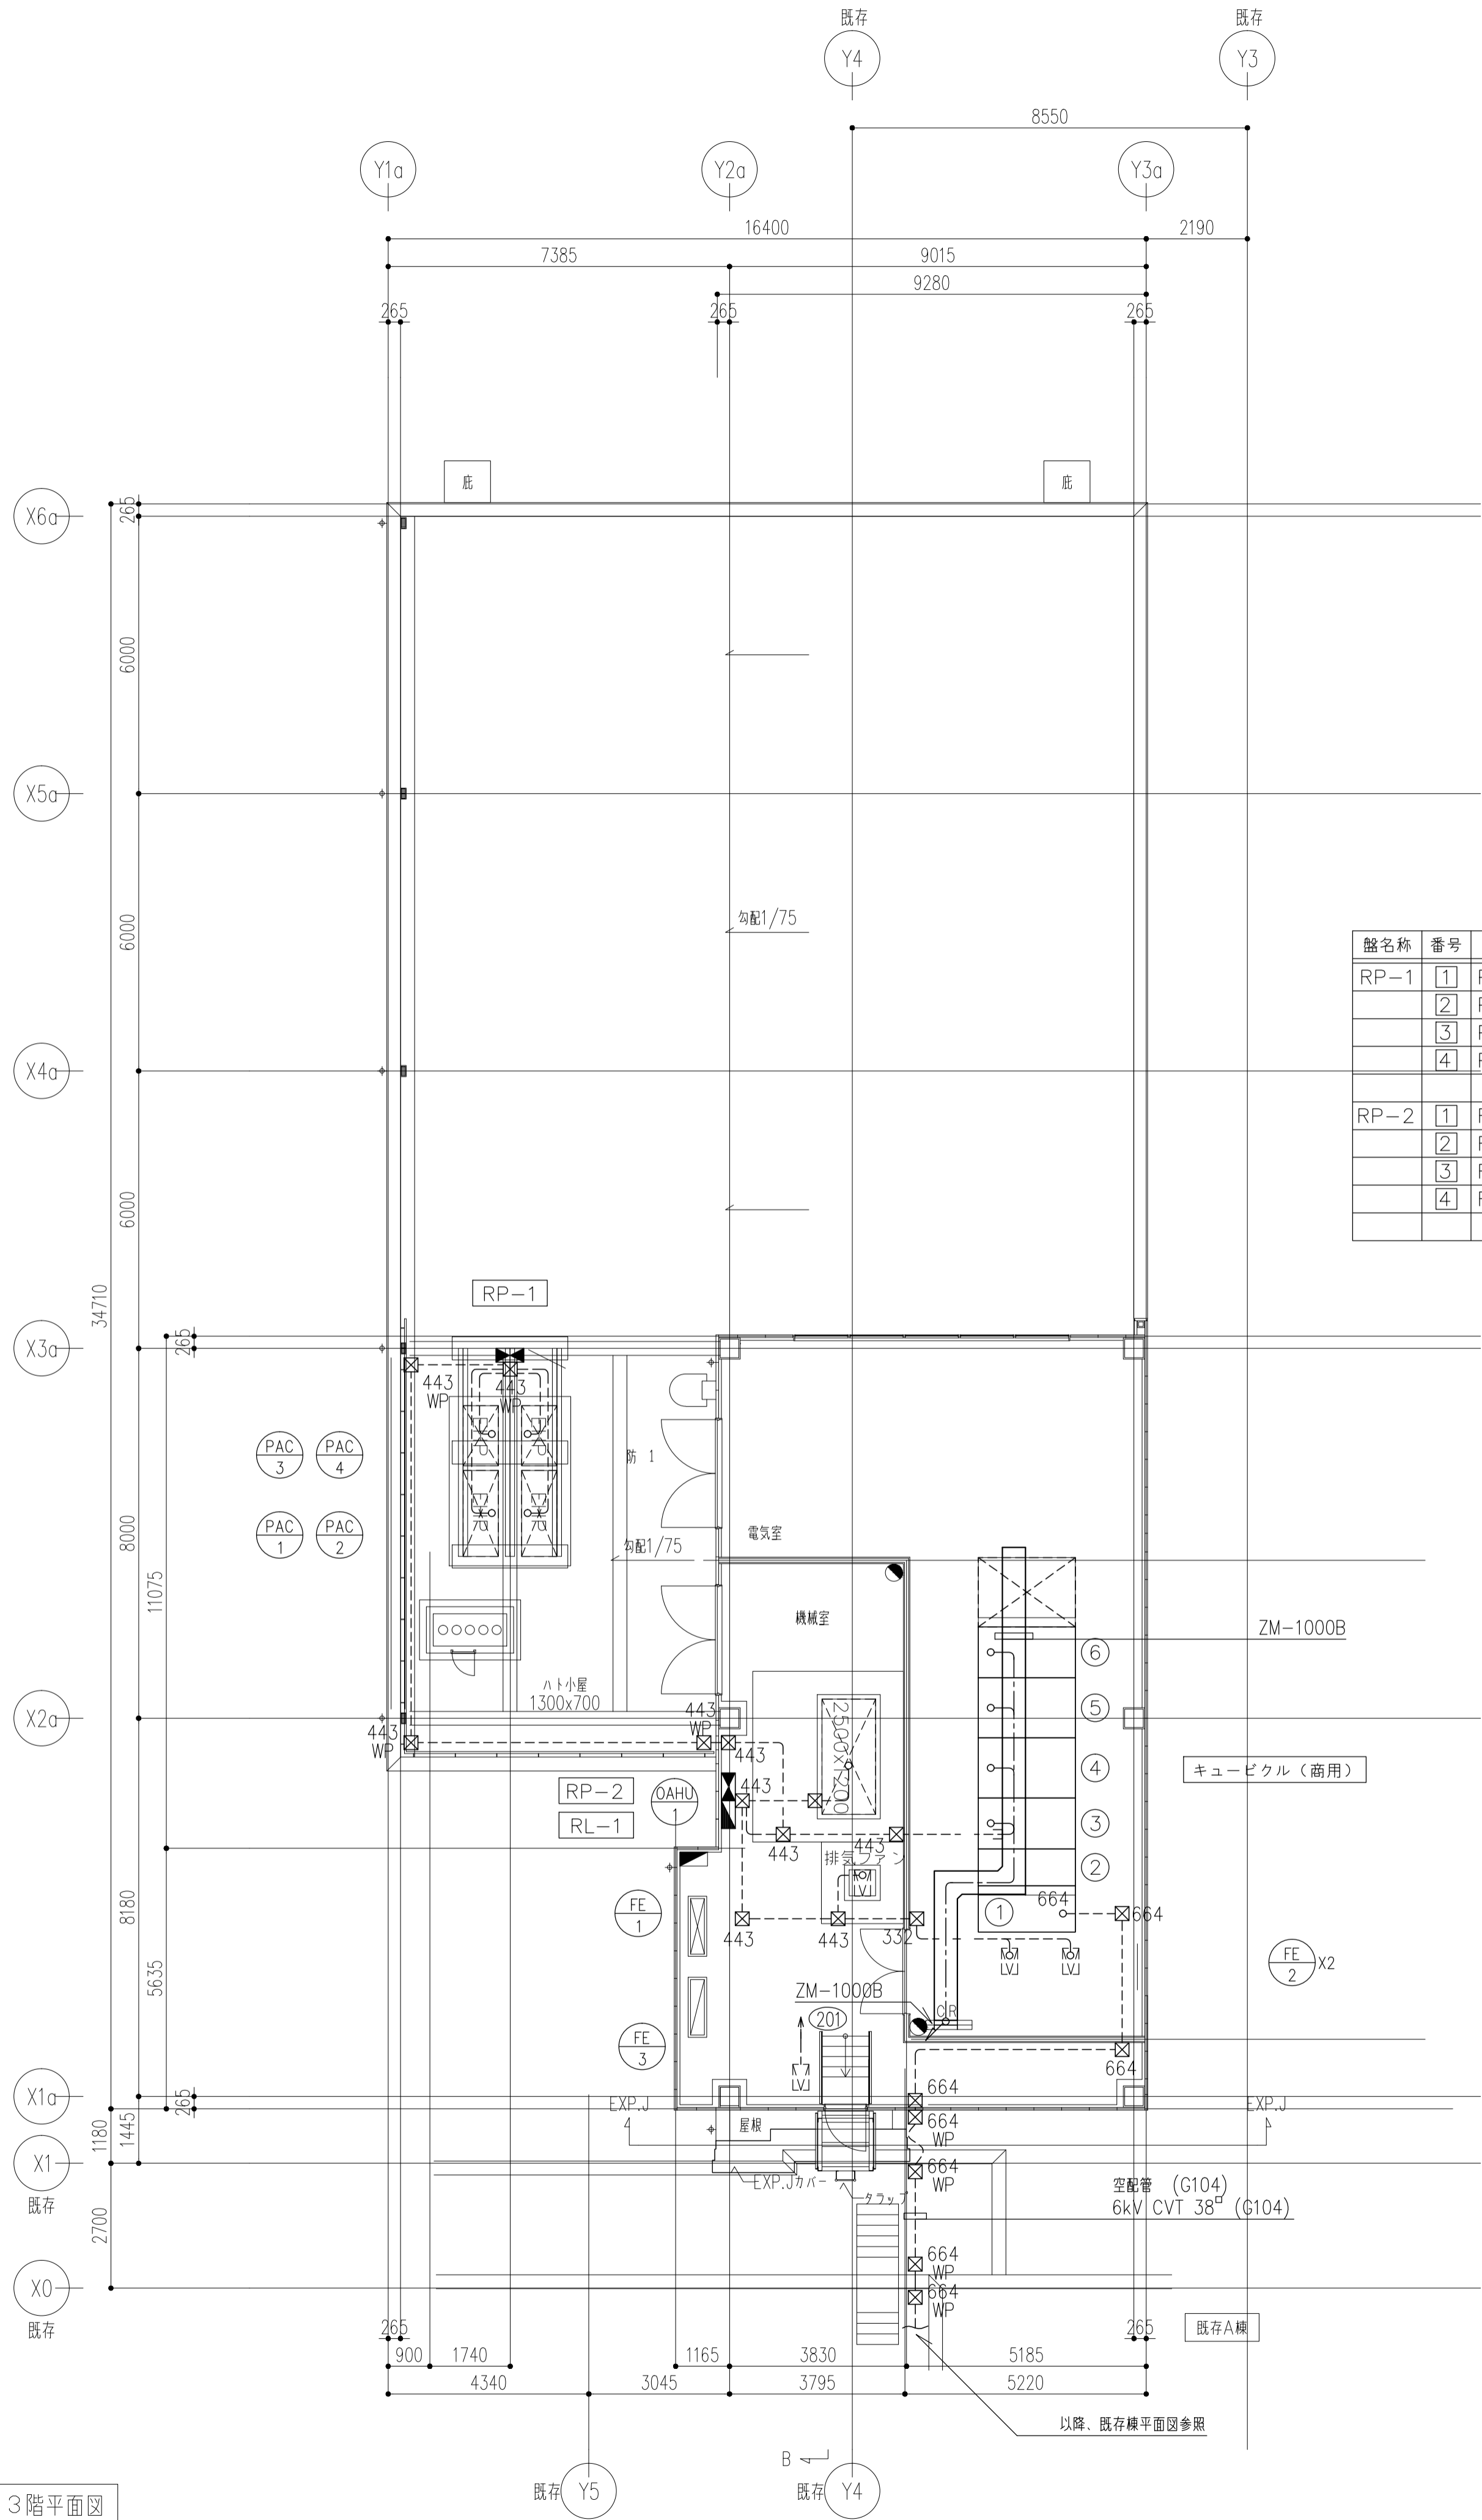 既存
既存
Y4
Y3
8550
Y1a
Y2a
Y3a
16400
2190
7385
9015
9280
265
265
265
庇
庇
X6a
265
6000
X5a
6000
勾配1/75
盤名称
番号
RP-1
1
2
3
4
RP-2
1
2
3
4
X4a
6000
34710
RP-1
X3a
265
443
WP
443
WP
PAC
3
PAC
4
防 1
PAC
1
PAC
2
8000
11075
電気室
勾配1/75
機械室
ZM-1000B
6
ハト小屋
1300x700
5
X2a
443
WP
443
WP
443
2500x1200
4
キュービクル（商用）
RP-2
OAHU
1
443
RL-1
3
443
443
排気ファン
2
8180
FE
1
1
664
664
443
443
332
5635
FE
2
X2
ZM-1000B
201
CR
FE
3
664
X1a
265
664
EXP.J
EXP.J
1180
1445
屋根
664
WP
X1
既存
664
WP
EXP.Jカバー
タラップ
空配管 (G104)
6kV CVT 38□ (G104)
2700
664
WP
X0
既存
664
WP
既存A棟
265
265
900
1740
1165
3830
5185
4340
3045
3795
5220
以降、既存棟平面図参照
B
既存
Y5
既存
Y4
3階平面図